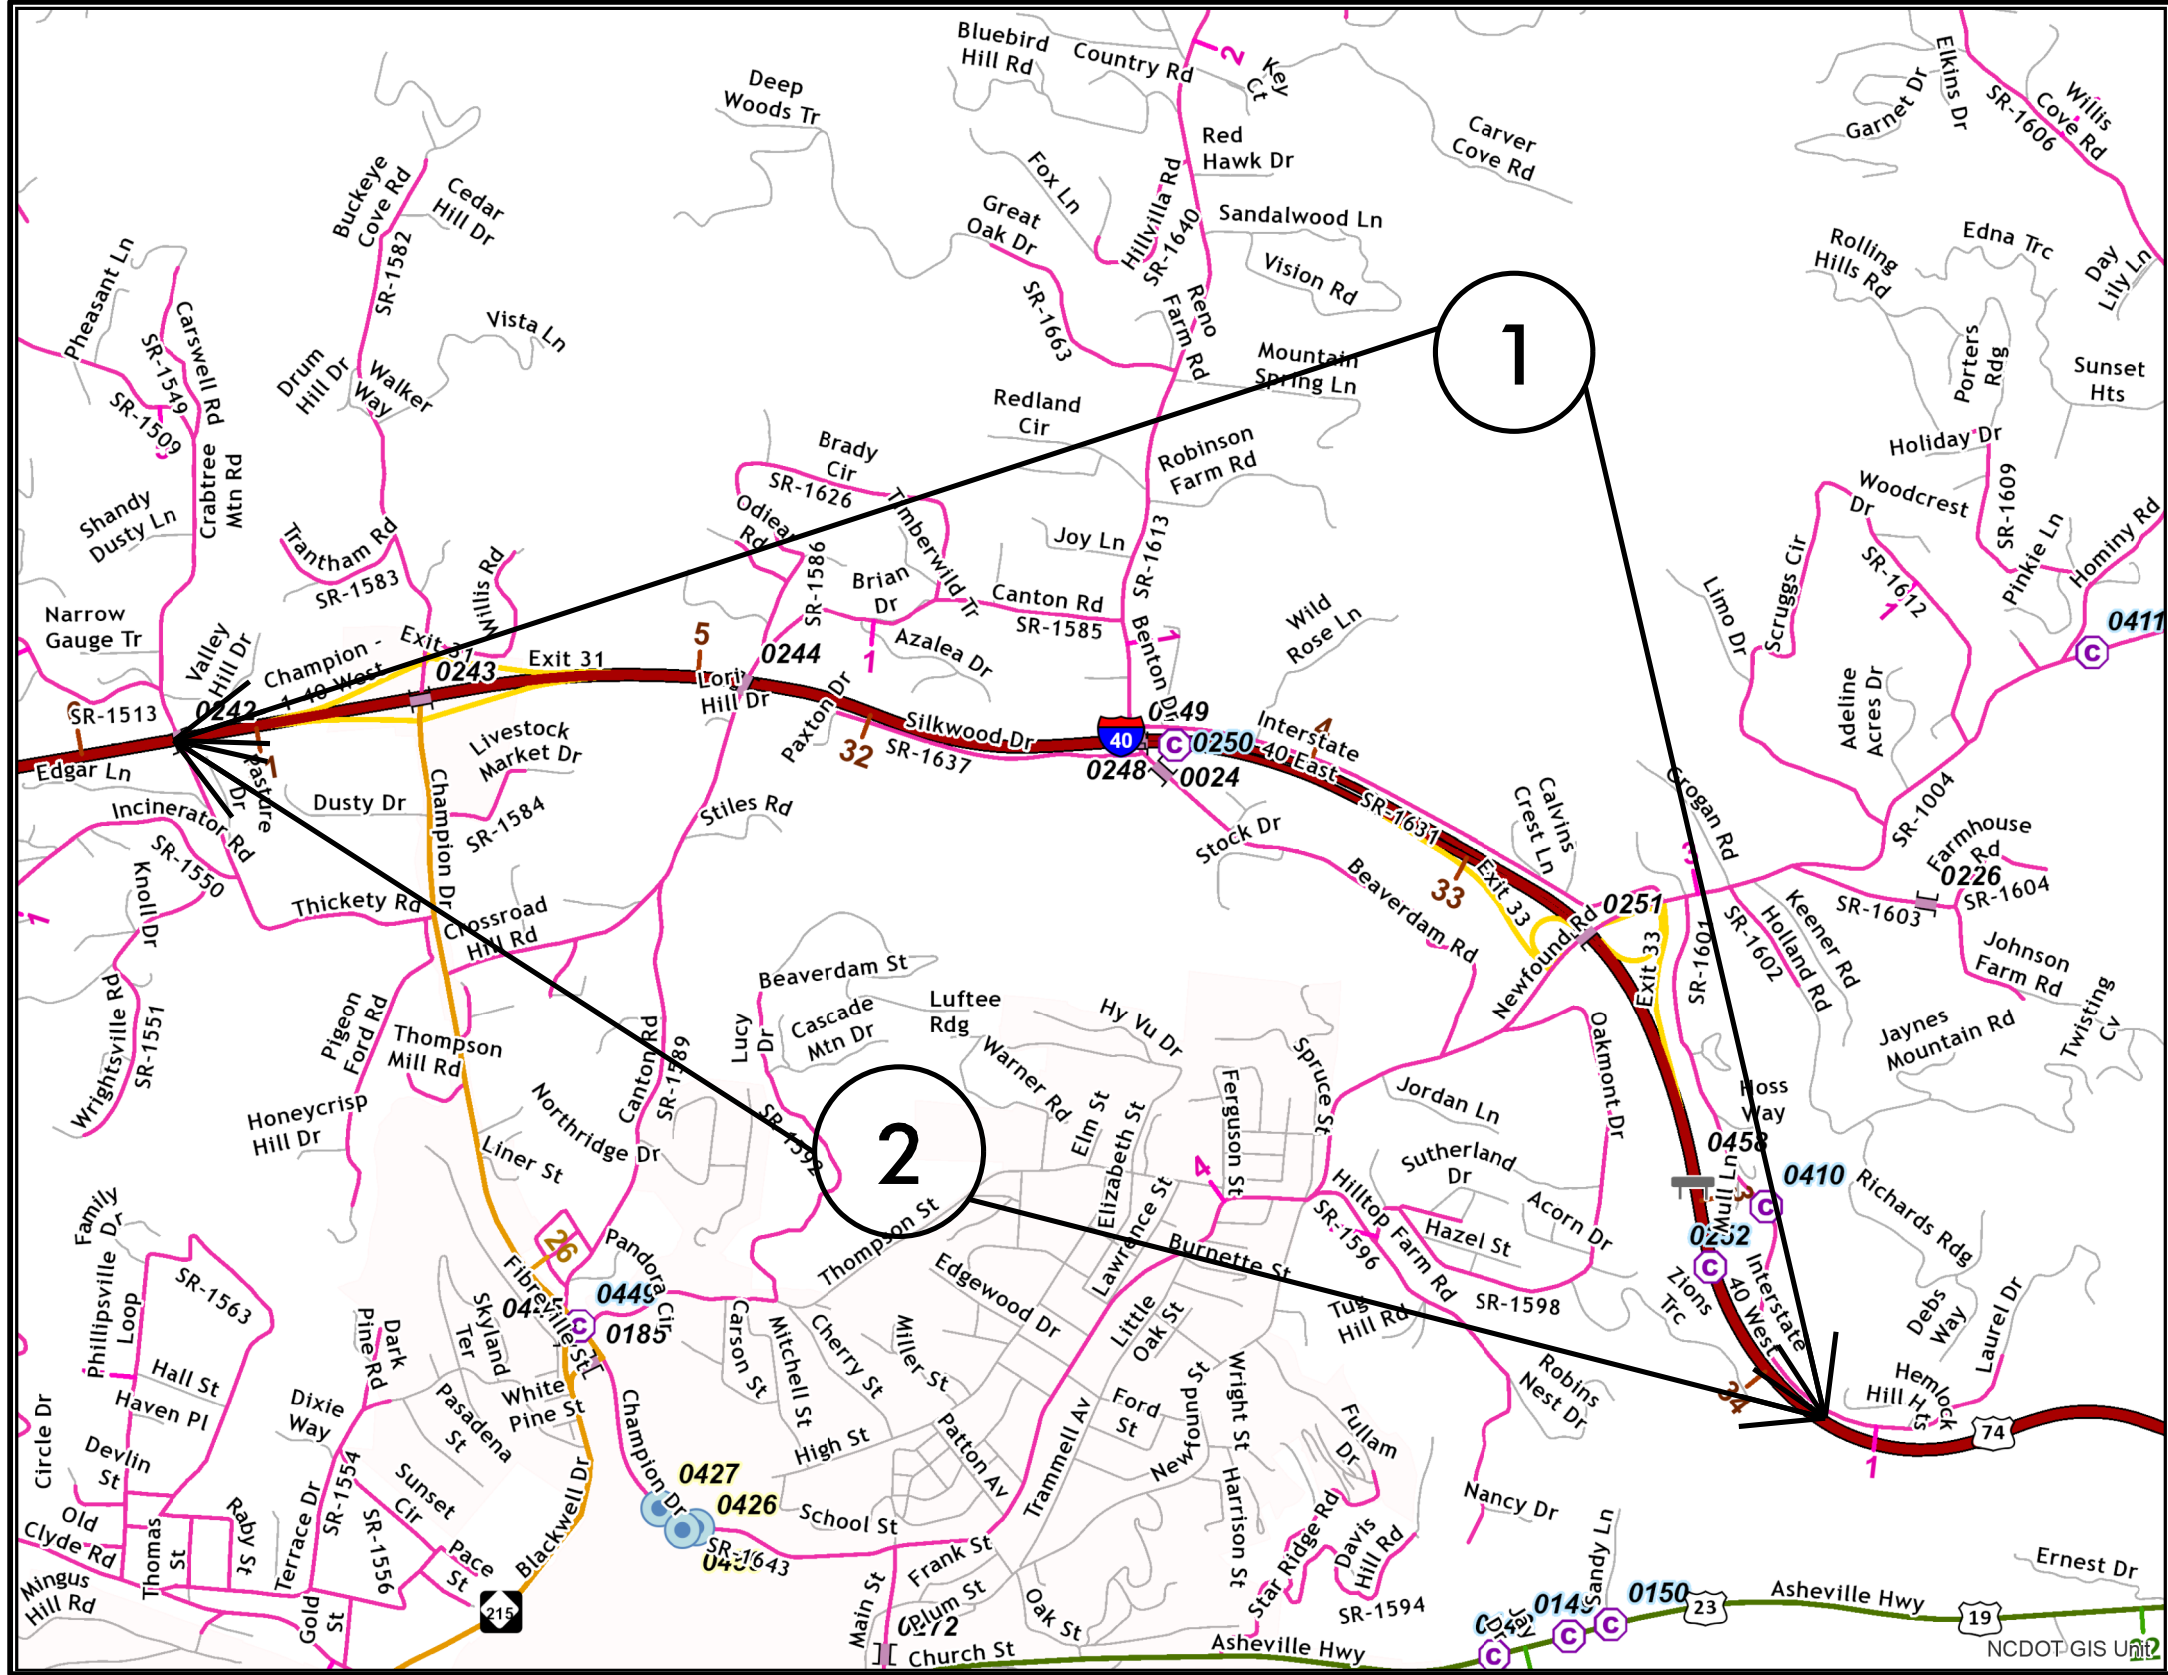 Bluebird
Hill Rd
Country Rd
2
Key
Ct
Deep
Woods Tr
Red
Hawk Dr
Carver
Cove Rd
Elkins Dr
Garnet Dr
SR-1606
Willis
Cove Rd
Buckeye
Cove Rd
Cedar
Hill Dr
SR-1582
Fox Ln
Great
Oak Dr
Hillvilla Rd
SR-1640
Sandalwood Ln
Vision Rd
Edna Trc
Rolling
Hills Rd
Day
Lily Ln
Pheasant Ln
Carswell Rd
SR-1549
SR-1509
Vista Ln
SR-1663
Reno
Farm Rd
1
Drum
Hill Dr
Walker
Way
Mountain
Spring Ln
Porters
Rdg
Sunset
Hts
Redland
Cir
Brady
Cir
SR-1626
Robinson
Farm Rd
Holiday Dr
Crabtree
Mtn Rd
Shandy
Dusty Ln
Odiear
Rd
Timberwild Tr
Joy Ln
SR-1613
Woodcrest
Dr
SR-1609
Pinkie Ln
Hominy Rd
Trantham Rd
SR-1583
Willis Rd
SR-1586
Brian
Dr
Canton Rd
SR-1585
Scruggs Cir
SR-1612
1
Limo Dr
0411
C
Narrow
Gauge Tr
Valley
Hill Dr
Champion -
I-40 West
Exit 31
Exit 31
0243
5
0244
1
Azalea Dr
Benton Dr
1
Wild
Rose Ln
Adeline
Acres Dr
SR-1513
0242
Lori
Hill Dr
Paxton Dr
Silkwood Dr
SR-1637
32
40
0249
C
0250
0248
0024
Interstate
40 East
4
SR-1631
SR-1004
Edgar Ln
Pasture
Dr
Livestock
Market Dr
Dusty Dr
SR-1584
Champion Dr
Stiles Rd
Stock Dr
Calvins
Crest Ln
Crogan Rd
3
Farmhouse
Rd
0226
SR-1604
SR-1603
Incinerator Rd
SR-1550
Thickety Rd
Crossroad
Hill Rd
Knoll Dr
1
33
Exit 33
Beaverdam Rd
0251
Newfound Rd
Exit 33
SR-1601
SR-1602
Holland Rd
Keener Rd
Johnson
Farm Rd
Twisting
Cv
Jaynes
Mountain Rd
Wrightsville Rd
SR-1551
Pigeon
Ford Rd
Thompson
Mill Rd
Beaverdam St
Cascade
Mtn Dr
Lucy
Dr
Luftee
Rdg
Hy Vu Dr
Warner Rd
Spruce St
Oakmont Dr
Canton Rd
SR-1589
SR-1592
2
Honeycrisp
Hill Dr
Northridge Dr
Liner St
Elm St
Elizabeth St
Ferguson St
Jordan Ln
Sutherland
Dr
Hoss
Way
0458
Mull Ln
3
C
0410
0252
C
Richards Rdg
Family
Dr
Phillipsville
Loop
SR-1563
26
Pandora Cir
Thompson St
Lawrence St
4
Burnette St
Hilltop Farm Rd
SR-1596
1
Hazel St
Acorn Dr
SR-1598
Zions
Trc
Interstate
40 West
Debs
Way
Laurel Dr
Fibreville St
0449
C
0185
Edgewood Dr
Little
Oak St
Tug
Hill Rd
Dark
Pine Rd
Skyland
Ter
Carson St
Mitchell St
Cherry St
Miller St
Hall St
Haven Pl
Dixie
Way
Pasadena
St
White
Pine St
Champion Dr
High St
Patton Av
Trammell Av
Ford
St
Newfound St
Wright St
Harrison St
Fullam
Dr
Robins
Nest Dr
34
Hemlock
Hill Hts
1
74
Circle Dr
Devlin
St
Old
Clyde Rd
Thomas
St
Raby St
Terrace Dr
SR-1554
Sunset
Cir
SR-1556
Pace
St
Blackwell Dr
0427
0426
School St
SR-1643
Frank St
Plum St
Main St
Oak St
Church St
Star Ridge Rd
Davis
Hill Rd
SR-1594
Nancy Dr
Sandy Ln
Mingus
Hill Rd
Gold
St
215
Asheville Hwy
Jay
Dr
C
C
C
0150
23
Asheville Hwy
19
Ernest Dr
NCDOT GIS Unit